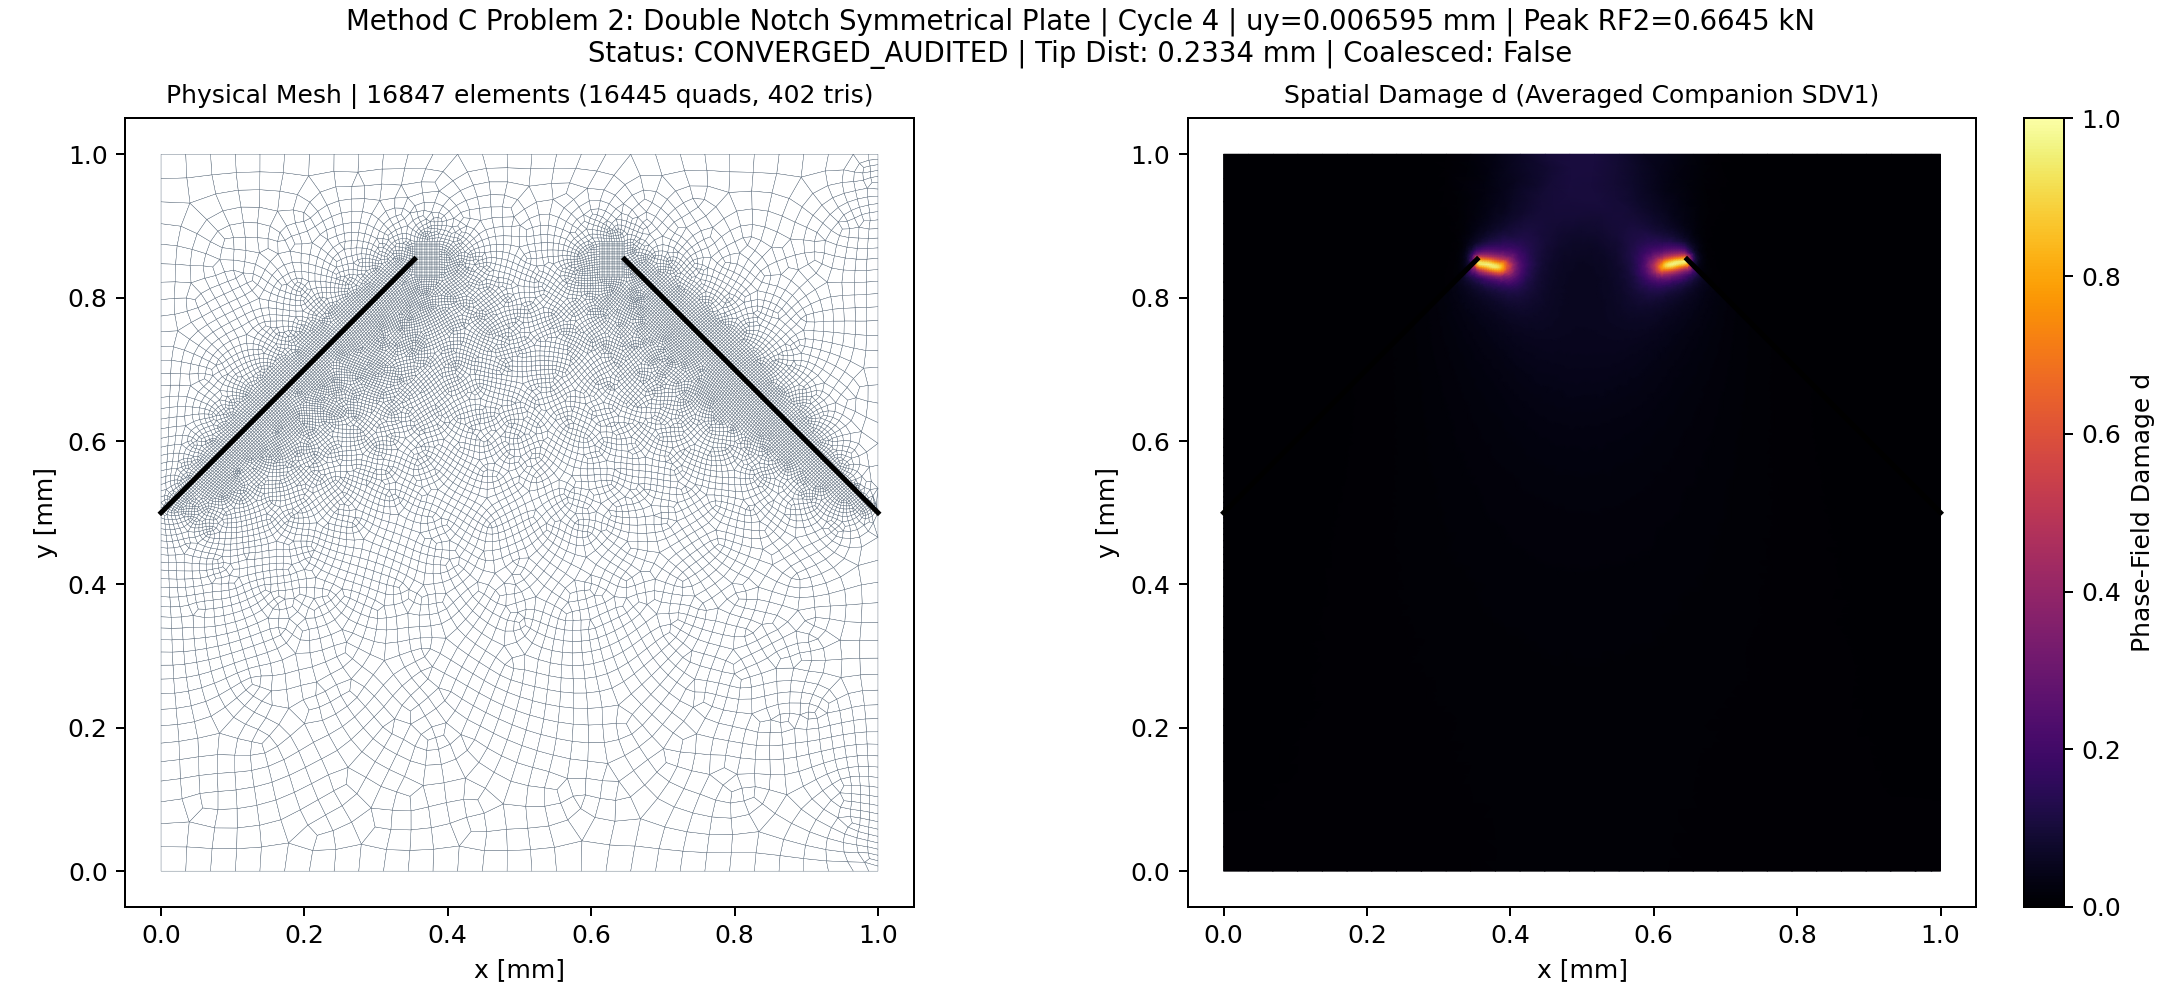 Method C Problem 2: Double Notch Symmetrical Plate | Cycle 4 | uy=0.006595 mm | Peak RF2=0.6645 kN
Status: CONVERGED_AUDITED | Tip Dist: 0.2334 mm | Coalesced: False
Physical Mesh | 16847 elements (16445 quads, 402 tris)
1.0
0.8
0.6
0.4
0.2
0.0
y [mm]
0.0 0.2 0.4 0.6 0.8 1.0
x [mm]
Spatial Damage d (Averaged Companion SDV1)
1.0
0.8
0.6
0.4
0.2
0.0
y [mm]
0.0 0.2 0.4 0.6 0.8 1.0
x [mm]
1.0
0.8
0.6
0.4
0.2
0.0
Phase-Field Damage d